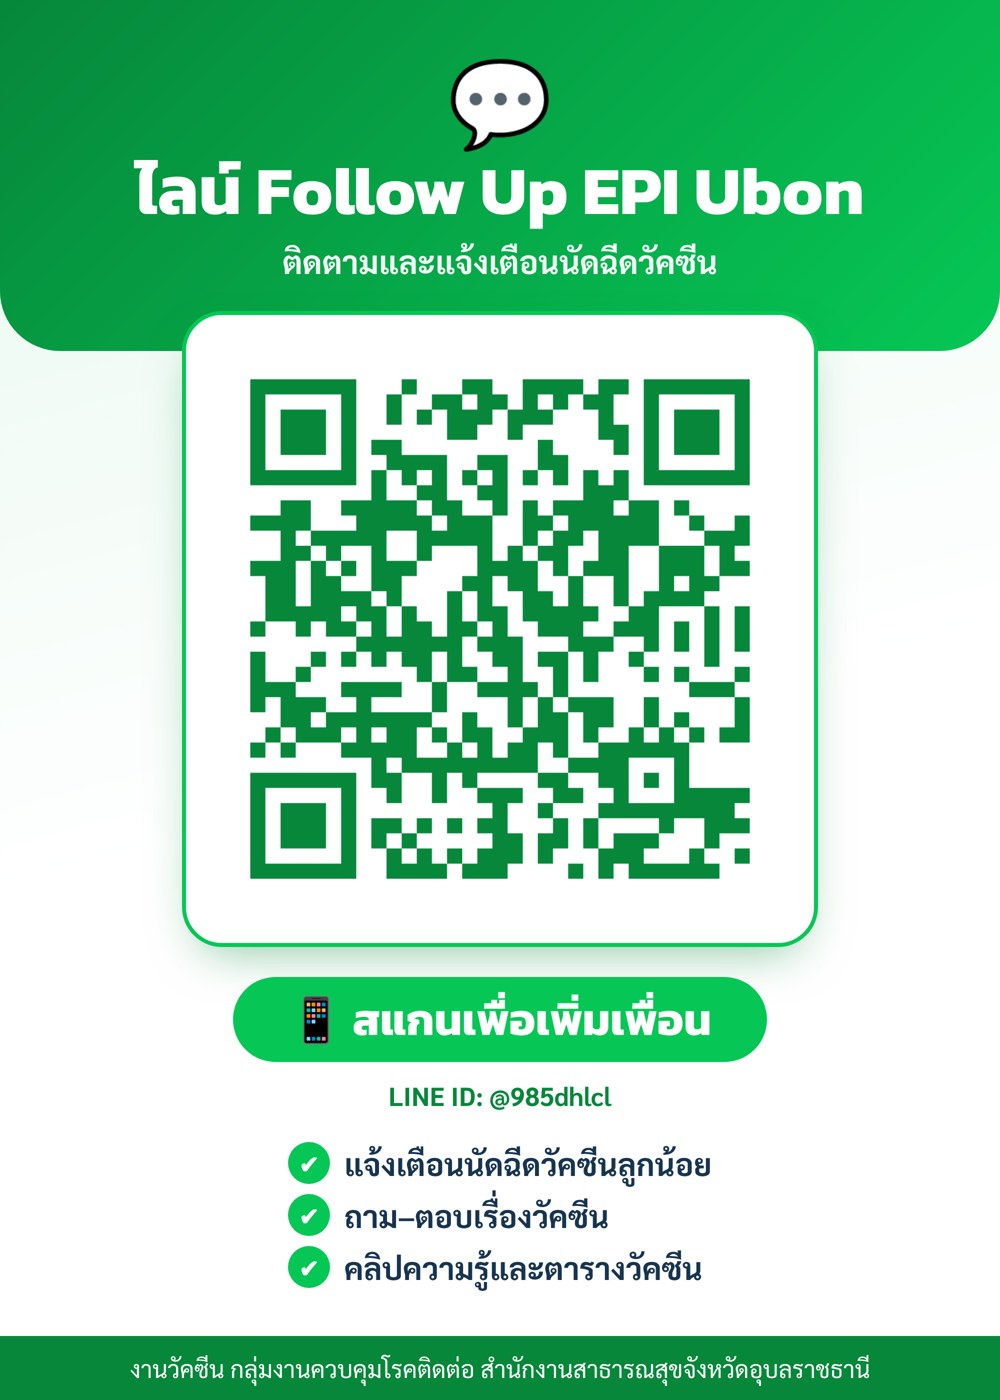 ไลน์ Follow Up EPI Ubon
ติดตามและแจ้งเตือนนัดฉีดวัคซีน
สแกนเพื่อเพิ่มเพื่อน
LINE ID: @985dhlcl
แจ้งเตือนนัดฉีดวัคซีนลูกน้อย
ถาม–ตอบเรื่องวัคซีน
คลิปความรู้และตารางวัคซีน
งานวัคซีน กลุ่มงานควบคุมโรคติดต่อ สำนักงานสาธารณสุขจังหวัดอุบลราชธานี